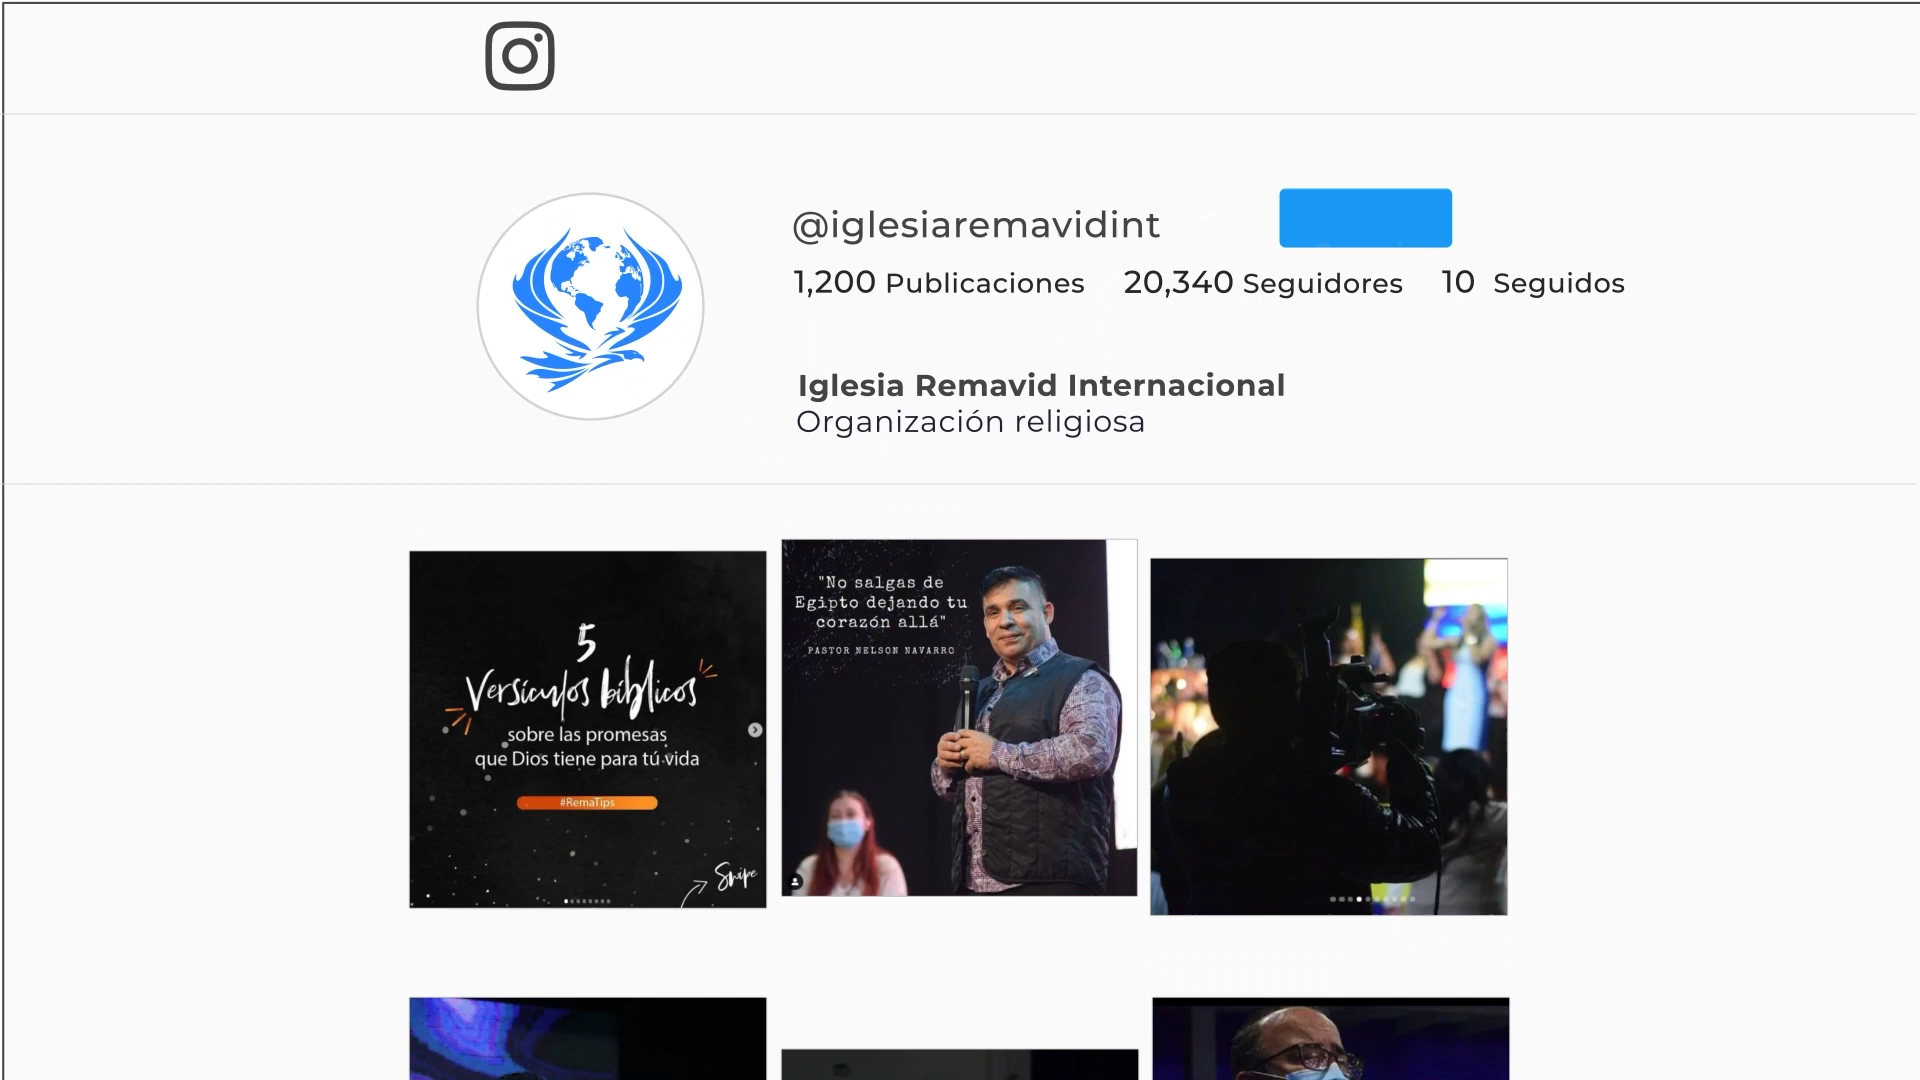 @iglesiaremavidint
1,200 Publicaciones 20,340 Seguidores 10 Seguidos
Iglesia Remavid Internacional
Organización religiosa
5
Versículos bíblicos
sobre las promesas
que Dios tiene para tú vida
#RemaTips
Swipe
"No salgas de
Egipto dejando tu
corazón allá"
PASTOR NELSON NAVARRO